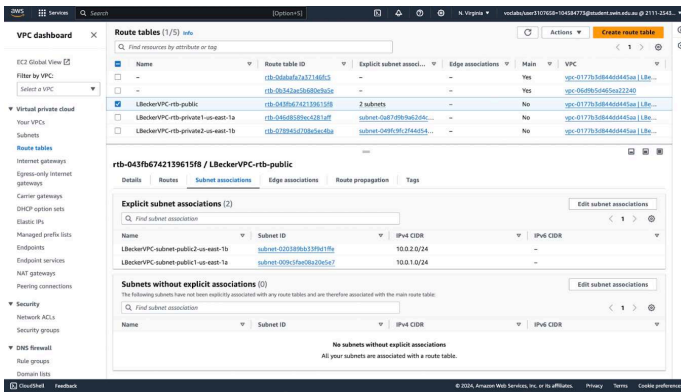 aws Services Search [Option+S] N. Virginia vocabs/user3107658=104584773@student.swin.edu.au @ 2111-2543...
VPC dashboard
EC2 Global View
Filter by VPC:
Select a VPC
Virtual private cloud
Your VPCs
Subnets
Route tables
Internet gateways
Egress-only internet
gateways
Carrier gateways
DHCP option sets
Elastic IPs
Managed prefix lists
Endpoints
Endpoint services
NAT gateways
Peering connections
Security
Network ACLs
Security groups
DNS firewall
Rule groups
Domain lists
Route tables (1/5) Info
Actions Create route table
Find resources by attribute or tag
1
Name Route table ID Explicit subnet associ... Edge associations Main VPC
– rtb-0dabafa7a37146fc5 – – Yes vpc-0177b3d844dd445aa | LBe...
– rtb-0b342ae5b680e9a5e – – Yes vpc-06d9b5d465ea22240
LBeckerVPC-rtb-public rtb-043fb6742139615f8 2 subnets – No vpc-0177b3d844dd445aa | LBe...
LBeckerVPC-rtb-private1-us-east-1a rtb-046d8589ec4281aff subnet-0a87d9b9a62d4c... – No vpc-0177b3d844dd445aa | LBe...
LBeckerVPC-rtb-private2-us-east-1b rtb-078945d708e5ec4ba subnet-049fc9fc2f44d54... – No vpc-0177b3d844dd445aa | LBe...
rtb-043fb6742139615f8 / LBeckerVPC-rtb-public
Details Routes Subnet associations Edge associations Route propagation Tags
Explicit subnet associations (2)
Edit subnet associations
Find subnet association
1
Name Subnet ID IPv4 CIDR IPv6 CIDR
LBeckerVPC-subnet-public2-us-east-1b subnet-020389bb33f9d1ffe 10.0.2.0/24 –
LBeckerVPC-subnet-public1-us-east-1a subnet-009c5fae08a20e5e7 10.0.1.0/24 –
Subnets without explicit associations (0)
Edit subnet associations
The following subnets have not been explicitly associated with any route tables and are therefore associated with the main route table:
Find subnet association
1
Name Subnet ID IPv4 CIDR IPv6 CIDR
No subnets without explicit associations
All your subnets are associated with a route table.
CloudShell Feedback © 2024, Amazon Web Services, Inc. or its affiliates. Privacy Terms Cookie preference